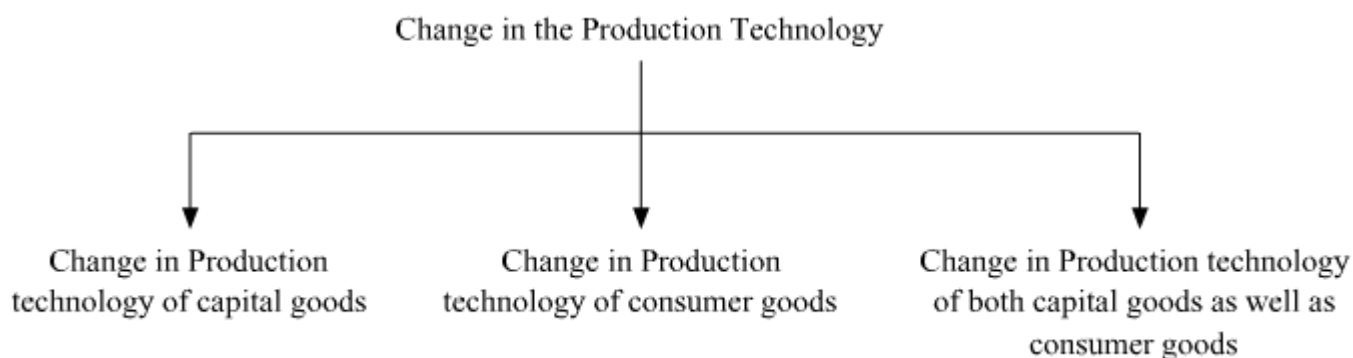 Change in the Production Technology
Change in Production
technology of capital goods
Change in Production
technology of consumer goods
Change in Production technology
of both capital goods as well as
consumer goods